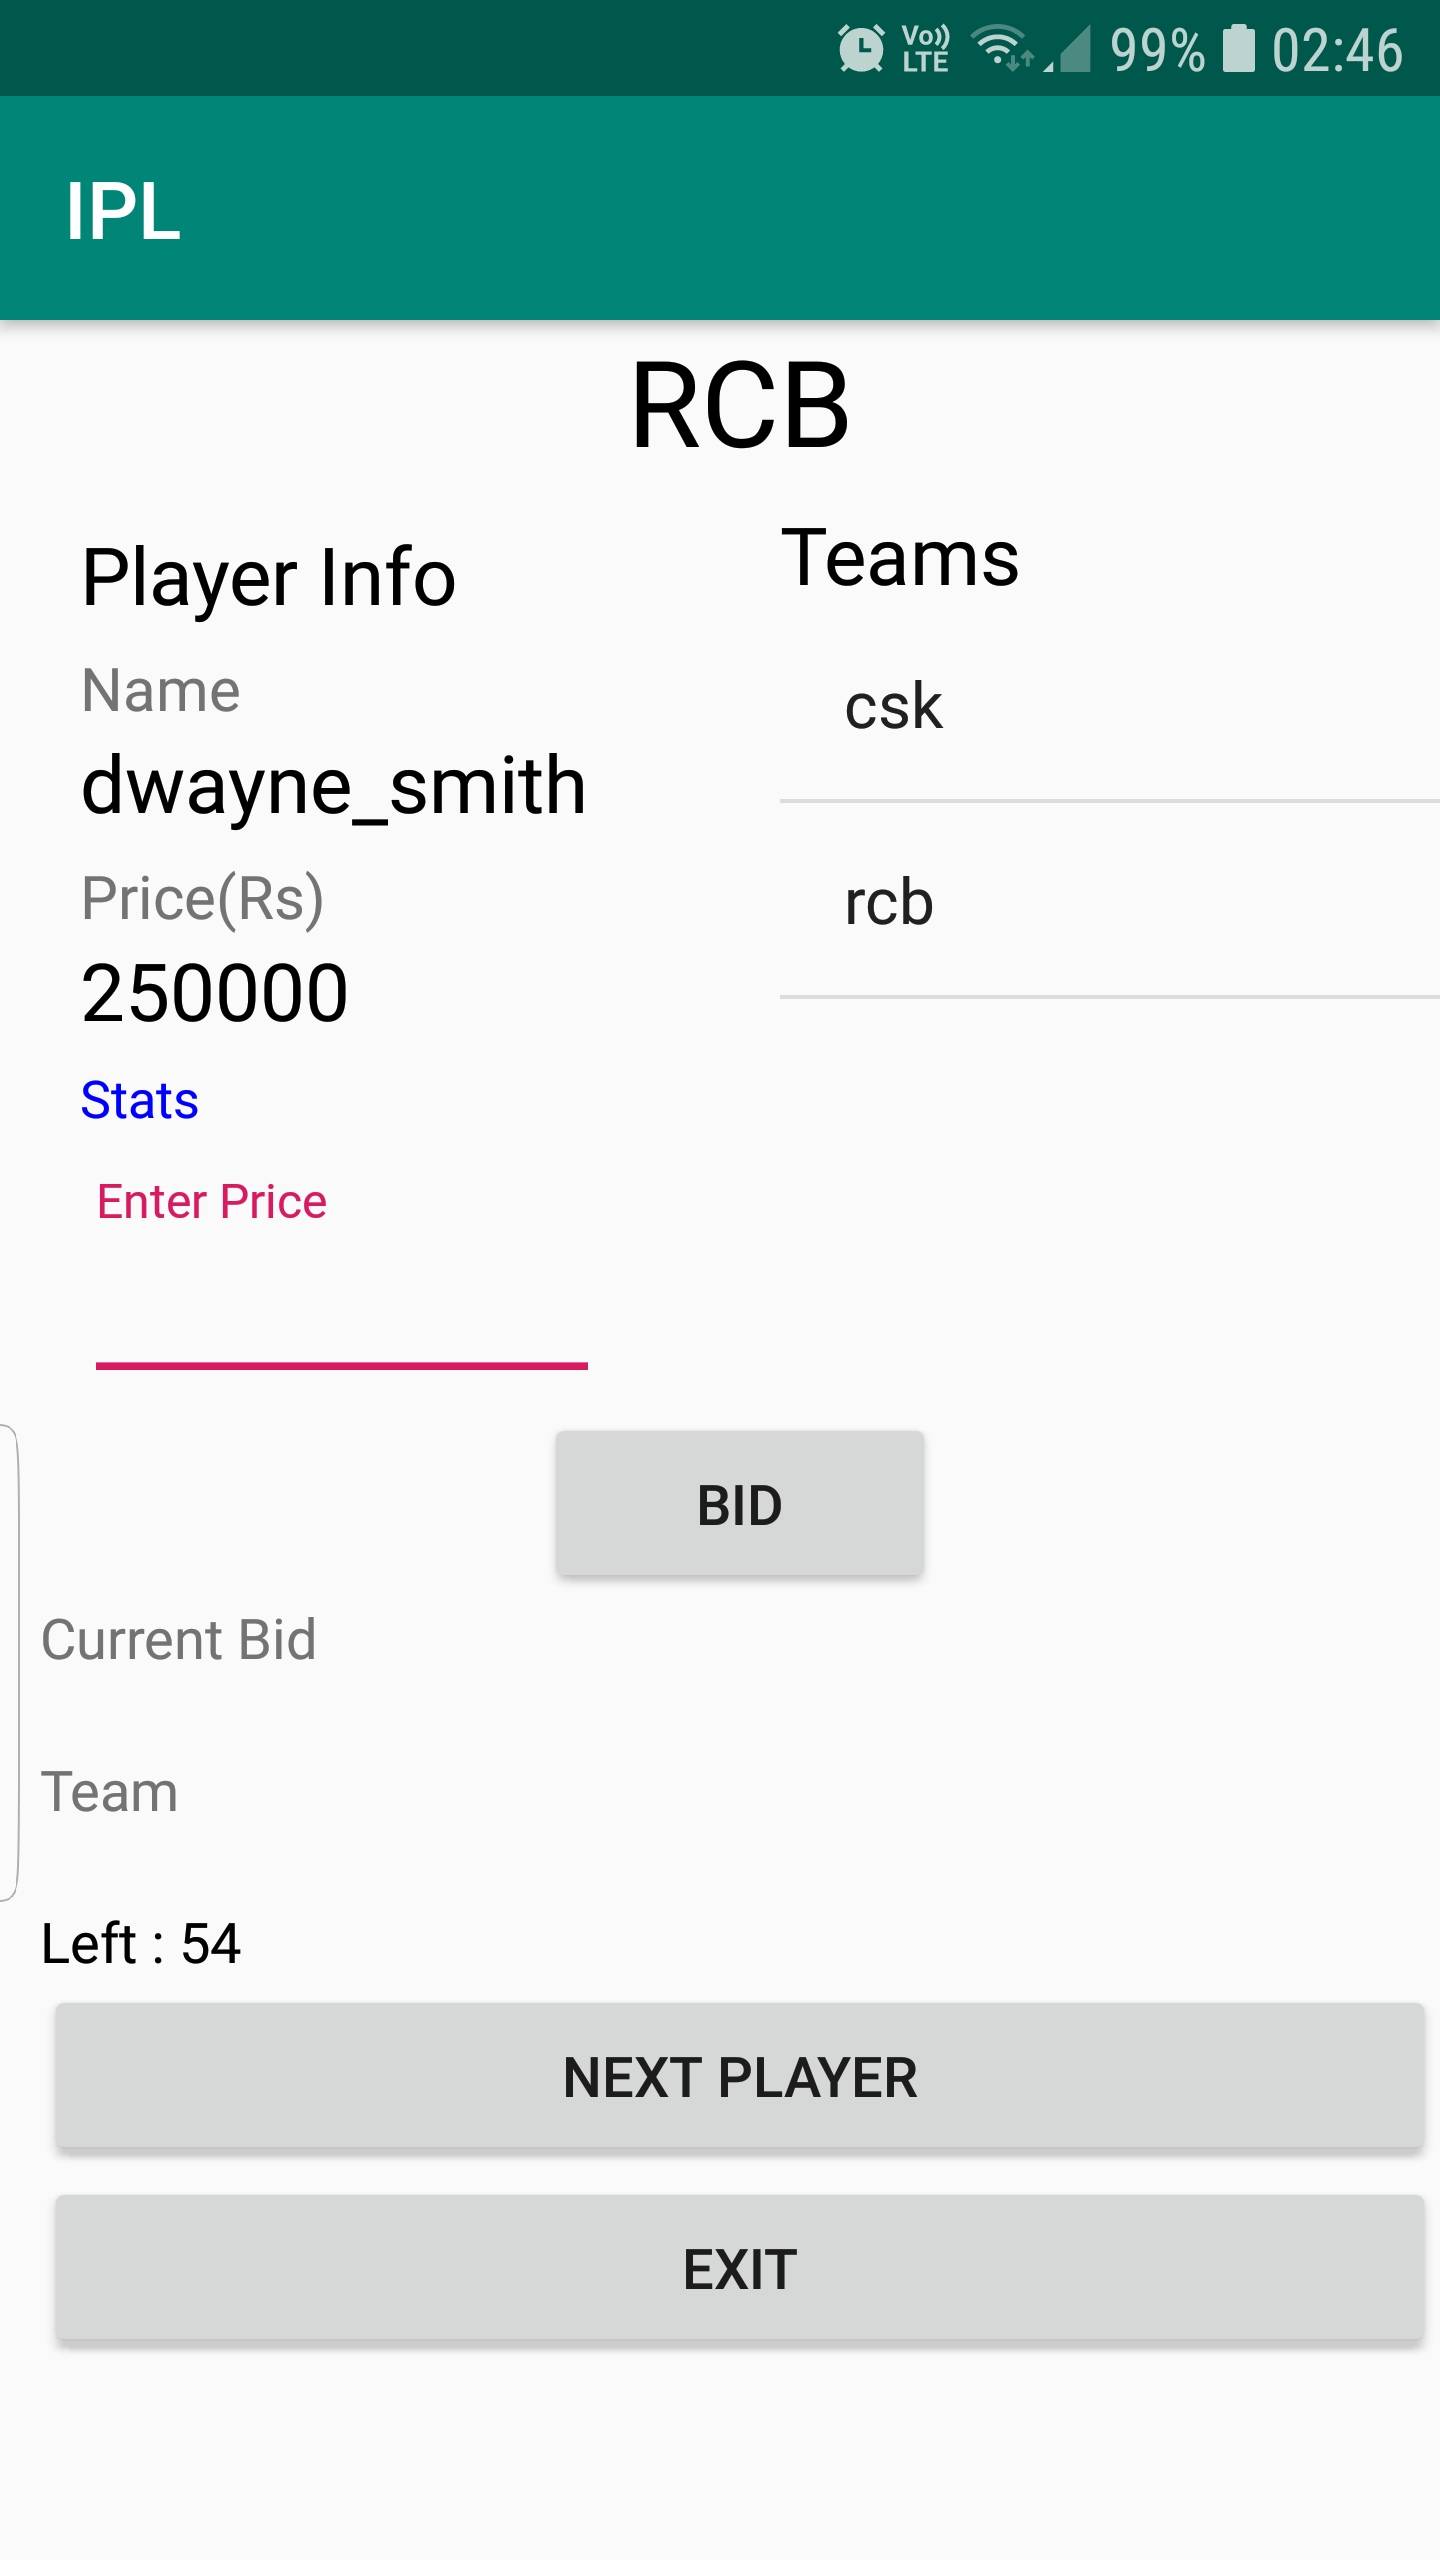 Vo)) LTE 99% 02:46
IPL
RCB
Player Info
Name
dwayne_smith
Price(Rs)
250000
Stats
Enter Price
Teams
csk
rcb
BID
Current Bid
Team
Left : 54
NEXT PLAYER
EXIT